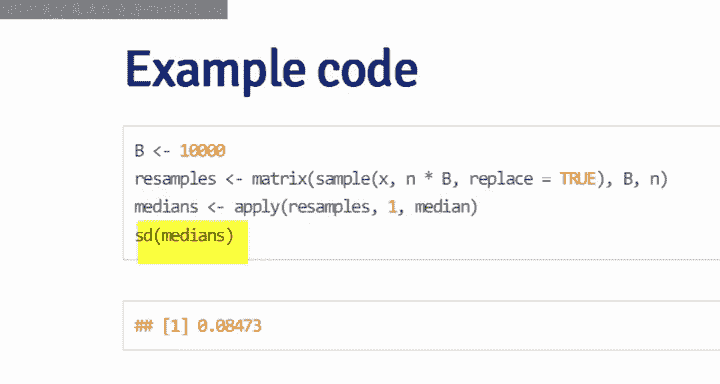 Example code
B <- 10000
resamples <- matrix(sample(x, n * B, replace = TRUE), B, n)
medians <- apply(resamples, 1, median)
sd(medians)
## [1] 0.08473